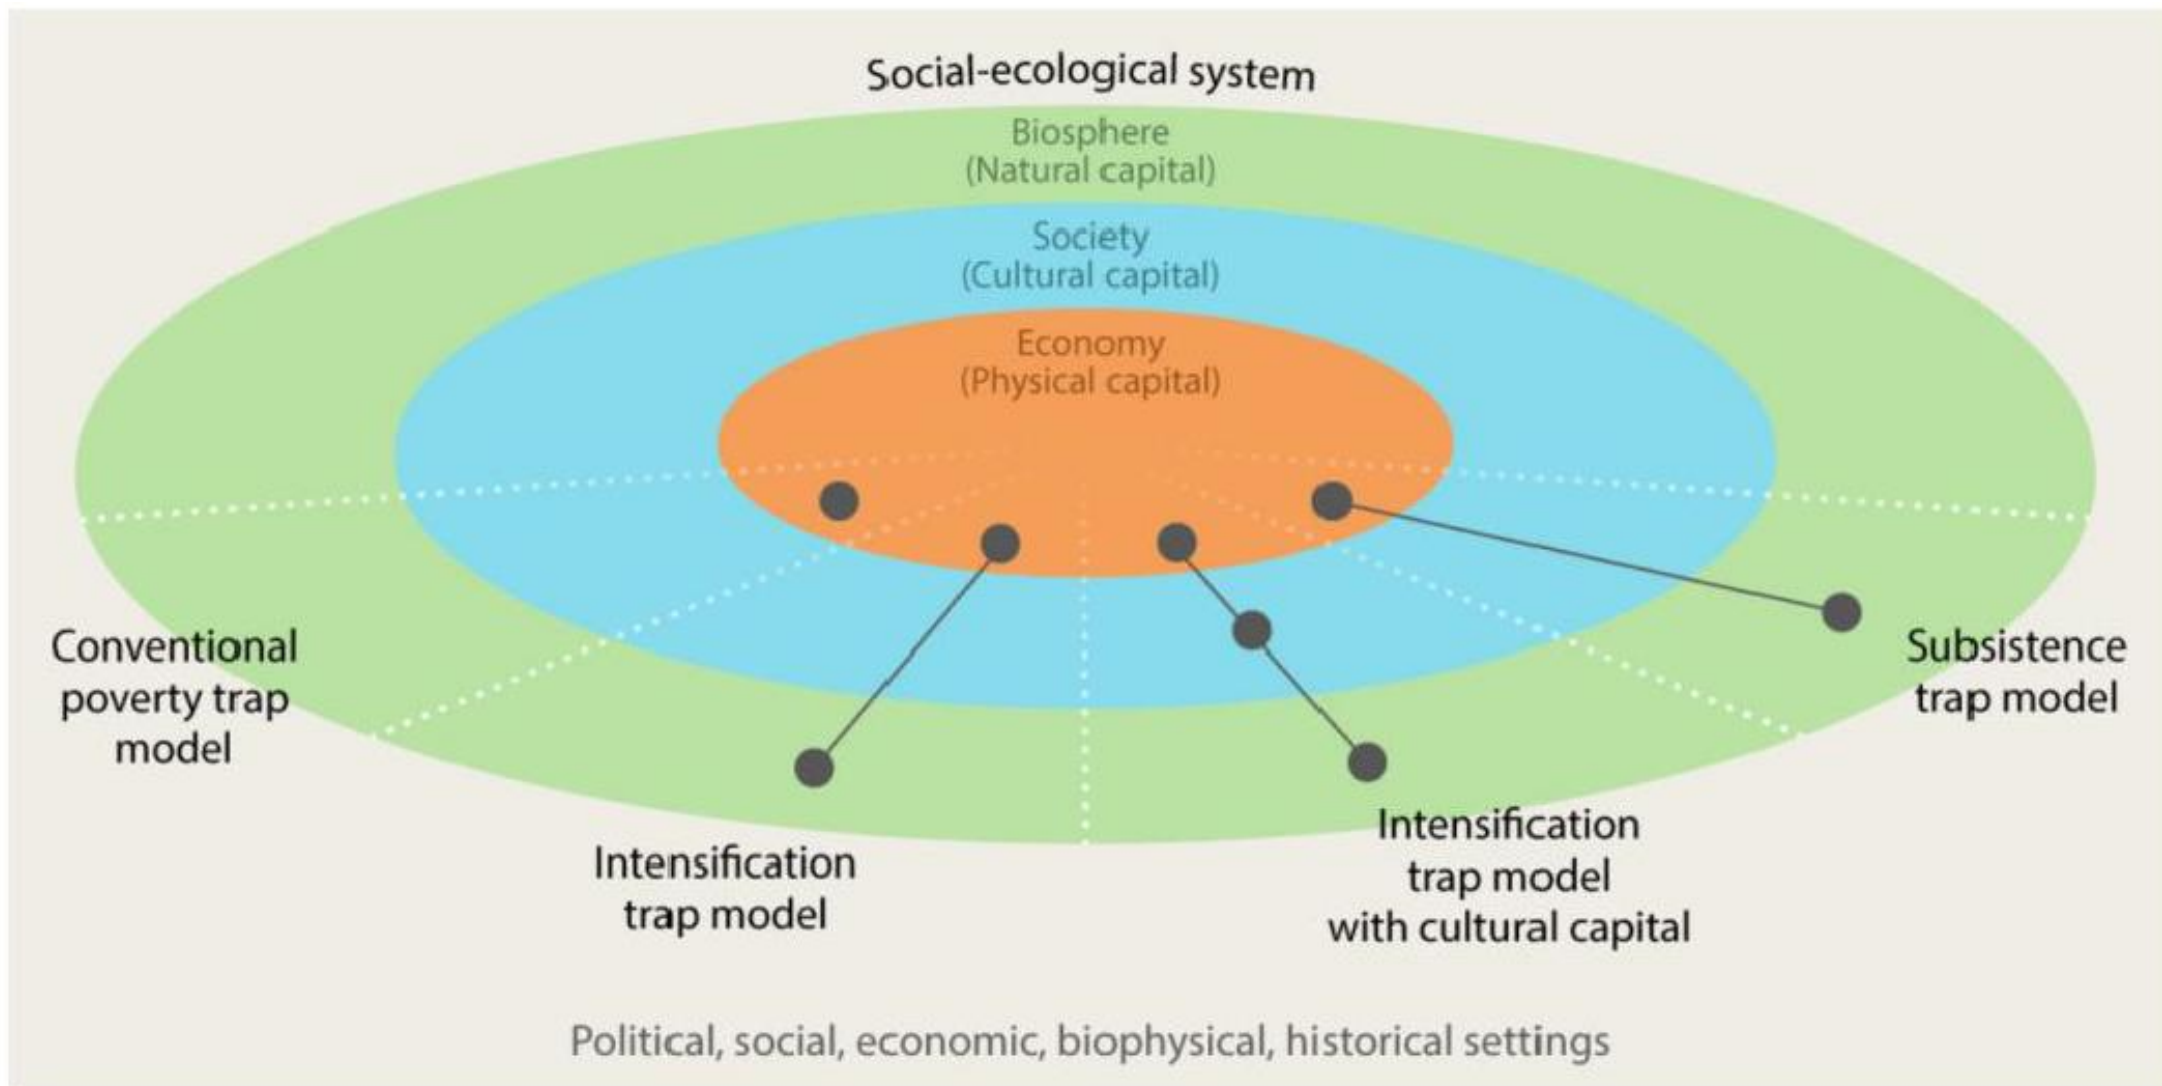 Social-ecological system
Biosphere
(Natural capital)
Society
(Cultural capital)
Economy
(Physical capital)
Conventional
poverty trap
model
Subsistence
trap model
Intensification
trap model
Intensification
trap model
with cultural capital
Political, social, economic, biophysical, historical settings